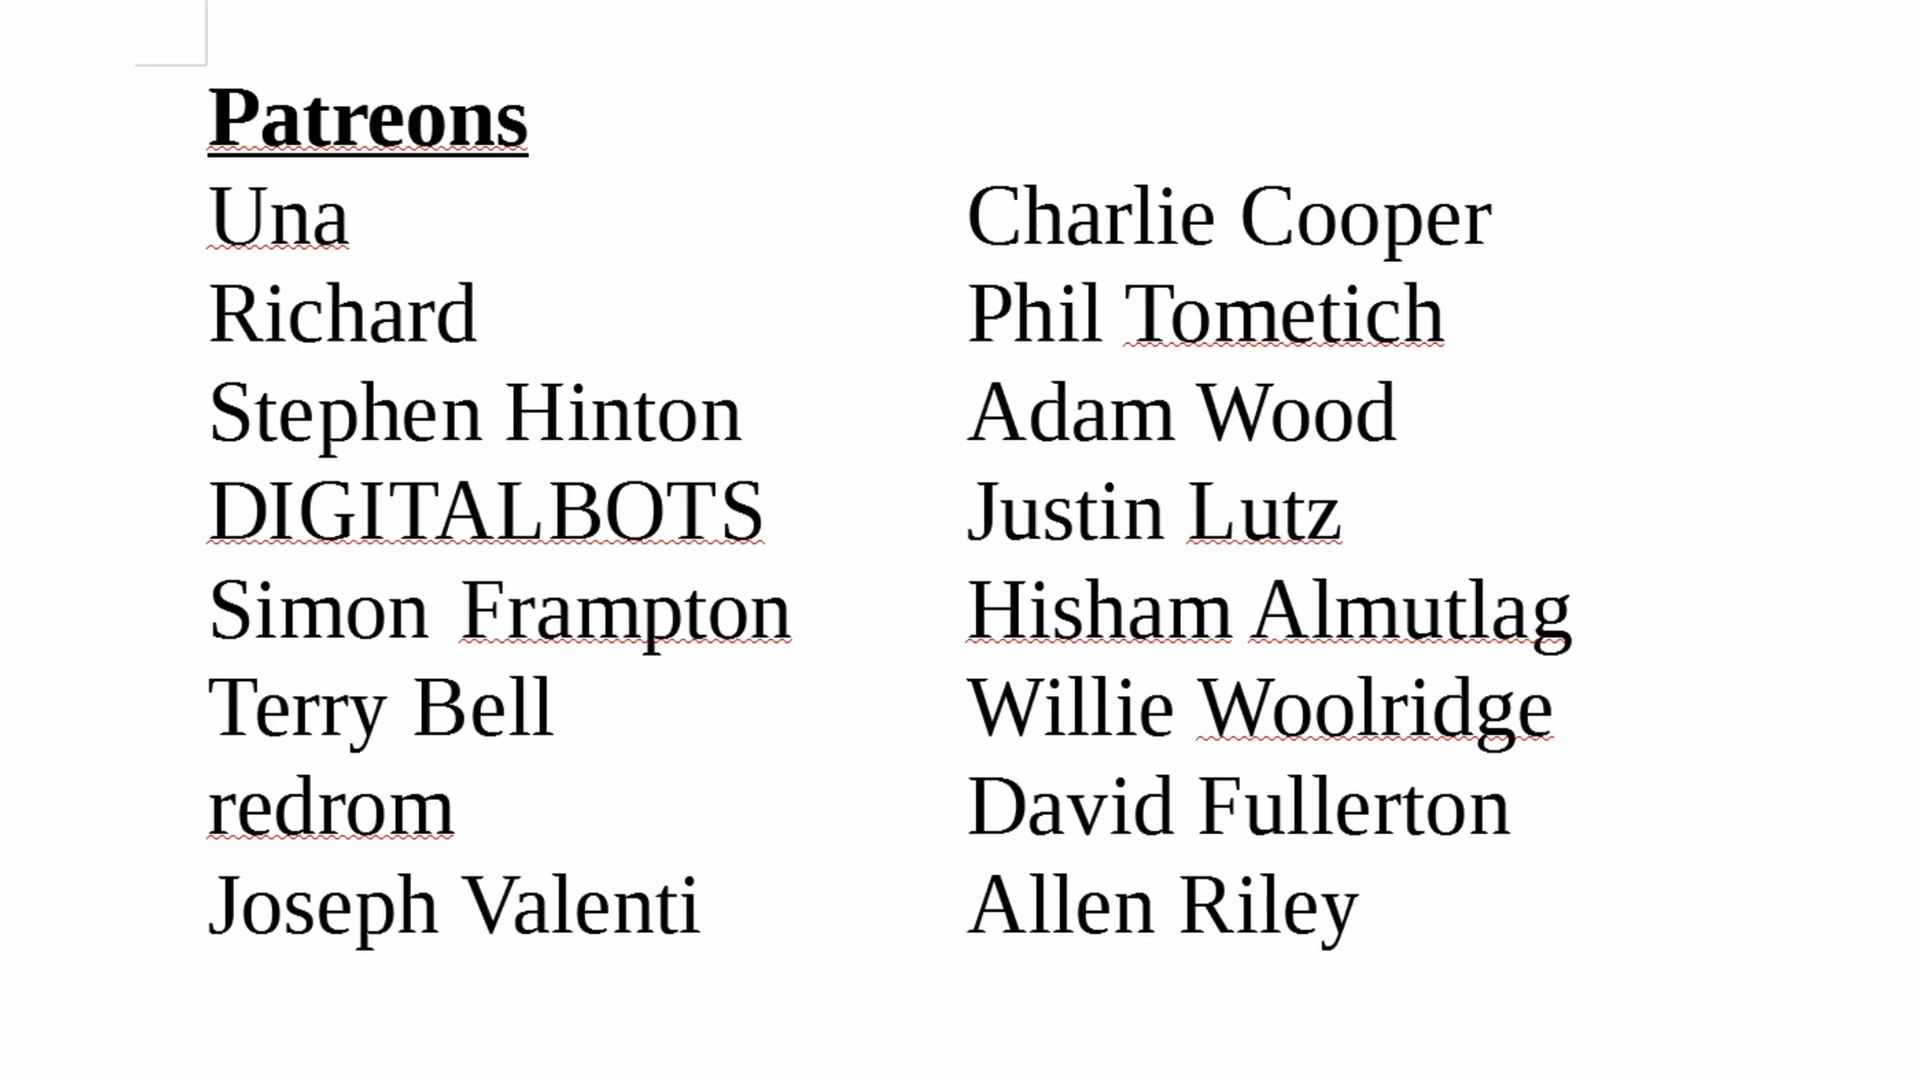 Patreons
Una
Richard
Stephen Hinton
DIGITALBOTS
Simon Frampton
Terry Bell
redrom
Joseph Valenti
Charlie Cooper
Phil Tometich
Adam Wood
Justin Lutz
Hisham Almutlag
Willie Woolridge
David Fullerton
Allen Riley